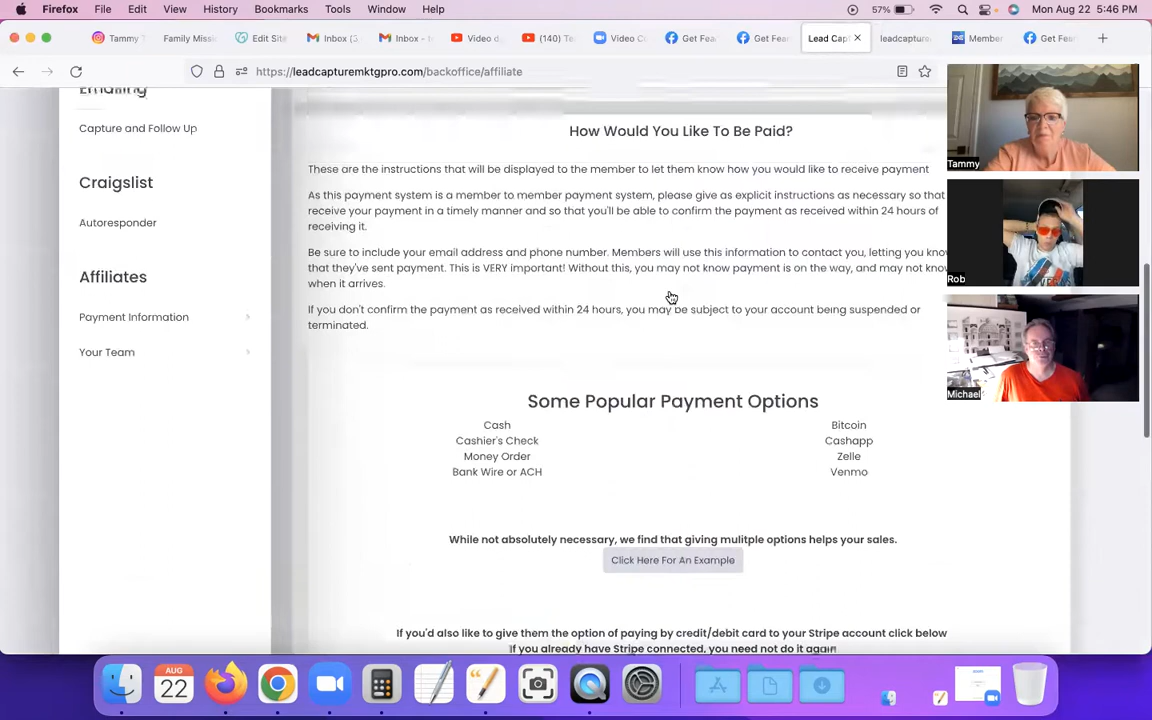 Firefox File Edit View History Bookmarks Tools Window Help 57% Mon Aug 22 5:46 PM
Tammy Family Missi Edit Site Inbox (3 Inbox - Video d (140) Te Video C Get Fea Get Fea Lead Capt leadcapture Member Get Fear
https://leadcapturemktgpro.com/backoffice/affiliate
Emailing
Capture and Follow Up
Craigslist
Autoresponder
Affiliates
Payment Information
Your Team
How Would You Like To Be Paid?
These are the instructions that will be displayed to the member to let them know how you would like to receive payment
As this payment system is a member to member payment system, please give as explicit instructions as necessary so that
receive your payment in a timely manner and so that you'll be able to confirm the payment as received within 24 hours of
receiving it.
Be sure to include your email address and phone number. Members will use this information to contact you, letting you know
that they've sent payment. This is VERY important! Without this, you may not know payment is on the way, and may not know
when it arrives.
If you don't confirm the payment as received within 24 hours, you may be subject to your account being suspended or
terminated.
Some Popular Payment Options
Cash
Cashier's Check
Money Order
Bank Wire or ACH
Bitcoin
Cashapp
Zelle
Venmo
While not absolutely necessary, we find that giving mulitple options helps your sales.
Click Here For An Example
If you'd also like to give them the option of paying by credit/debit card to your Stripe account click below
If you already have Stripe connected, you need not do it again
Tammy
Rob
Michael
AUG
22